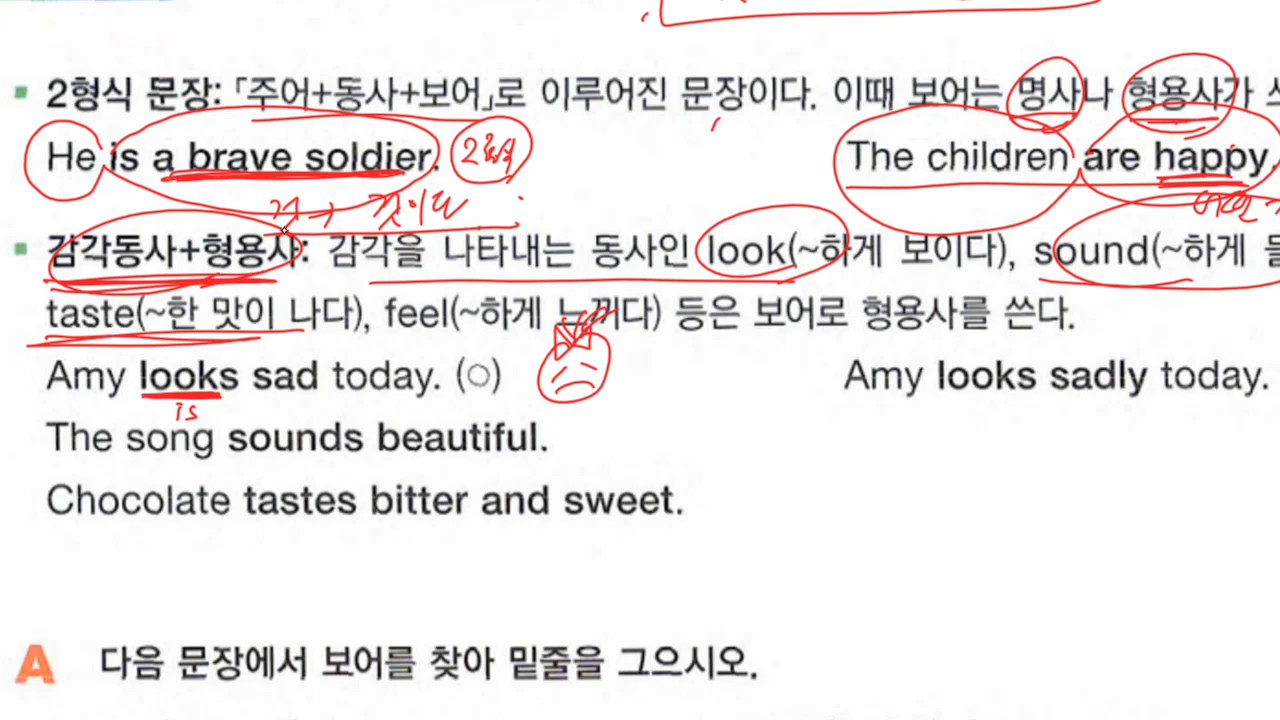 ▪ 2형식 문장: 「주어+동사+보어」로 이루어진 문장이다. 이때 보어는 명사나 형용사가
He is a brave soldier. 2형식 The children are happy.
▪ 감각동사+형용사: 감각을 나타내는 동사인 look(~하게 보이다), sound(~하게
taste(~한 맛이 나다), feel(~하게 느끼다) 등은 보어로 형용사를 쓴다.
Amy looks sad today. (○) Amy looks sadly today.
is
The song sounds beautiful.
Chocolate tastes bitter and sweet.
A 다음 문장에서 보어를 찾아 밑줄을 그으시오.